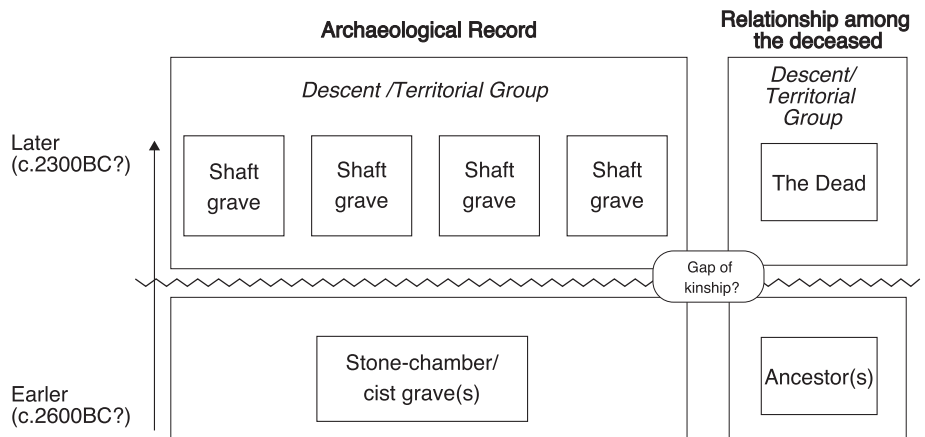 Archaeological Record
Relationship among
the deceased
Descent /Territorial Group
Descent/
Territorial
Group
Later
(c.2300BC?)
Shaft
grave
Shaft
grave
Shaft
grave
Shaft
grave
The Dead
Gap of
kinship?
Stone-chamber/
cist grave(s)
Ancestor(s)
Earler
(c.2600BC?)